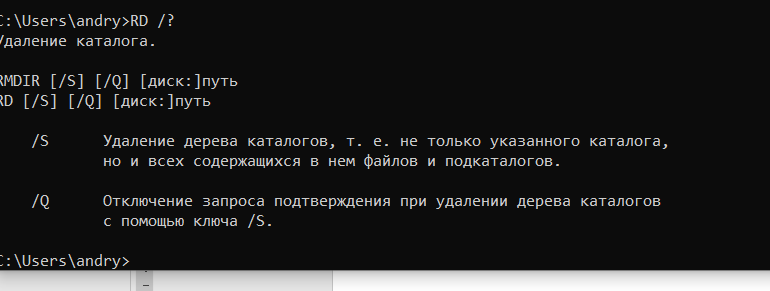 C:\Users\andry>RD /?
Удаление каталога.
RMDIR [/S] [/Q] [диск:]путь
RD [/S] [/Q] [диск:]путь
/S Удаление дерева каталогов, т. е. не только указанного каталога,
но и всех содержащихся в нем файлов и подкаталогов.
/Q Отключение запроса подтверждения при удалении дерева каталогов
с помощью ключа /S.
C:\Users\andry>